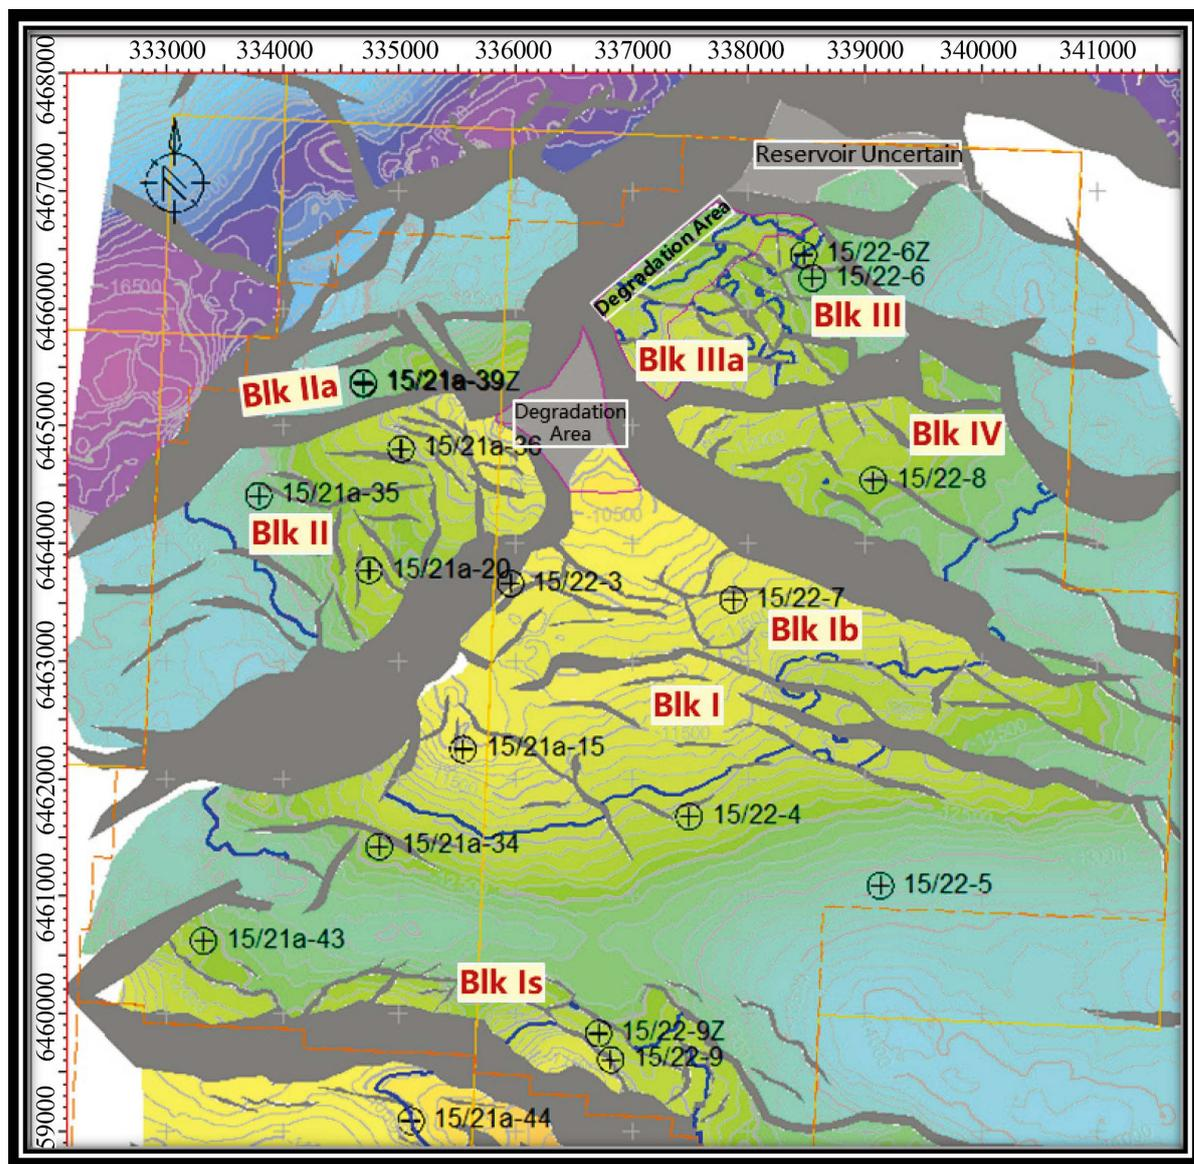 333000 334000 335000 336000 337000 338000 339000 340000 341000
6468000
6467000
6466000
6465000
6464000
6463000
6462000
6461000
6460000
59000
Reservoir Uncertain
Degradation Area
15/22-6Z
15/22-6
16500
Blk III
Blk IIIa
Blk IIa
15/21a-39Z
Degradation
Area
15/21a-36
Blk IV
15/22-8
15/21a-35
Blk II
-10500
15/21a-20
15/22-3
15/22-7
Blk Ib
Blk I
-11500
-12500
15/21a-15
15/22-4
15/21a-34
15/22-5
15/21a-43
Blk Is
15/22-9Z
15/22-9
15/21a-44